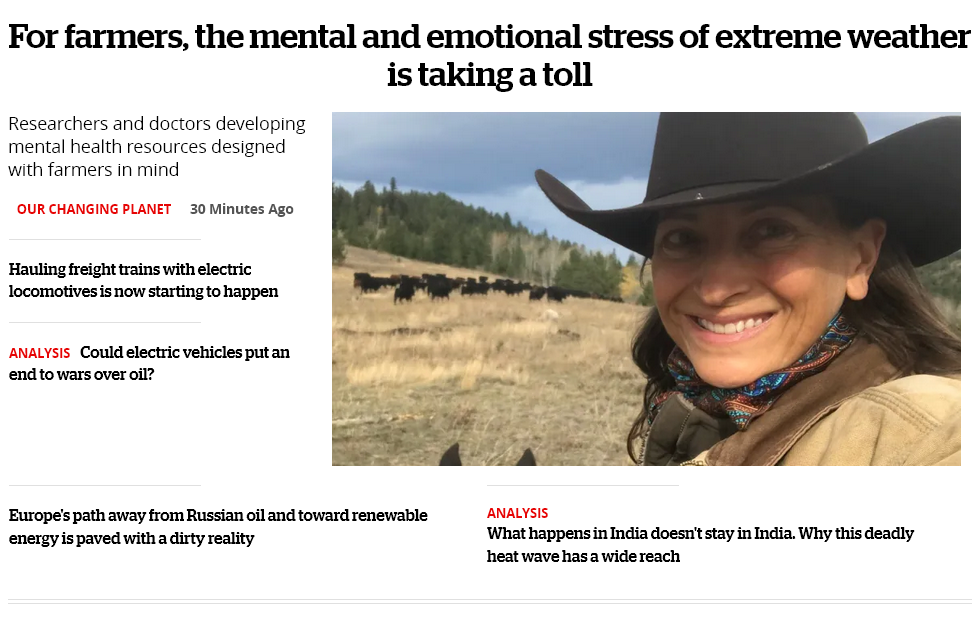 For farmers, the mental and emotional stress of extreme weather
is taking a toll
Researchers and doctors developing
mental health resources designed
with farmers in mind
OUR CHANGING PLANET 30 Minutes Ago
Hauling freight trains with electric
locomotives is now starting to happen
ANALYSIS Could electric vehicles put an
end to wars over oil?
Europe's path away from Russian oil and toward renewable
energy is paved with a dirty reality
ANALYSIS
What happens in India doesn't stay in India. Why this deadly
heat wave has a wide reach